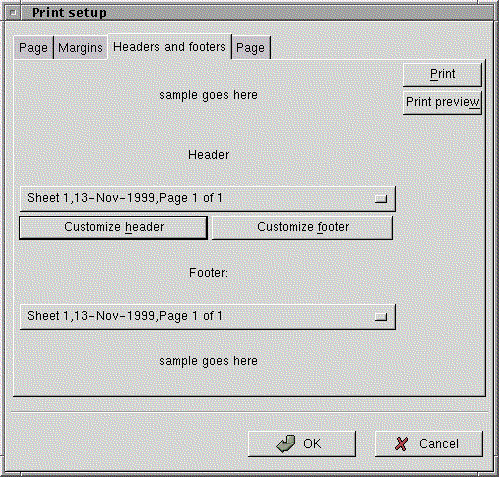 Print setup
Page Margins Headers and footers Page
Print
sample goes here
Print preview
Header
Sheet 1,13-Nov-1999,Page 1 of 1
Customize header Customize footer
Footer:
Sheet 1,13-Nov-1999,Page 1 of 1
sample goes here
OK Cancel